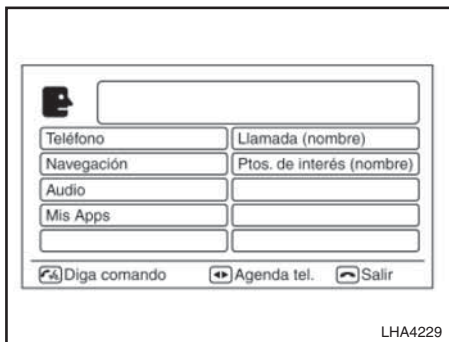 Teléfono Llamada (nombre)
Navegación Ptos. de interés (nombre)
Audio
Mis Apps
Diga comando Agenda tel. Salir
LHA4229